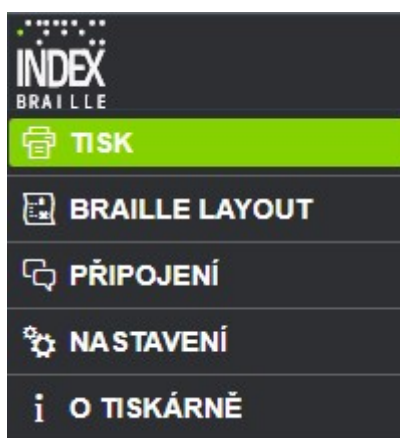 INDEX
BRAILLE
TISK
BRAILLE LAYOUT
PŘIPOJENÍ
NASTAVENÍ
O TISKÁRNĚ